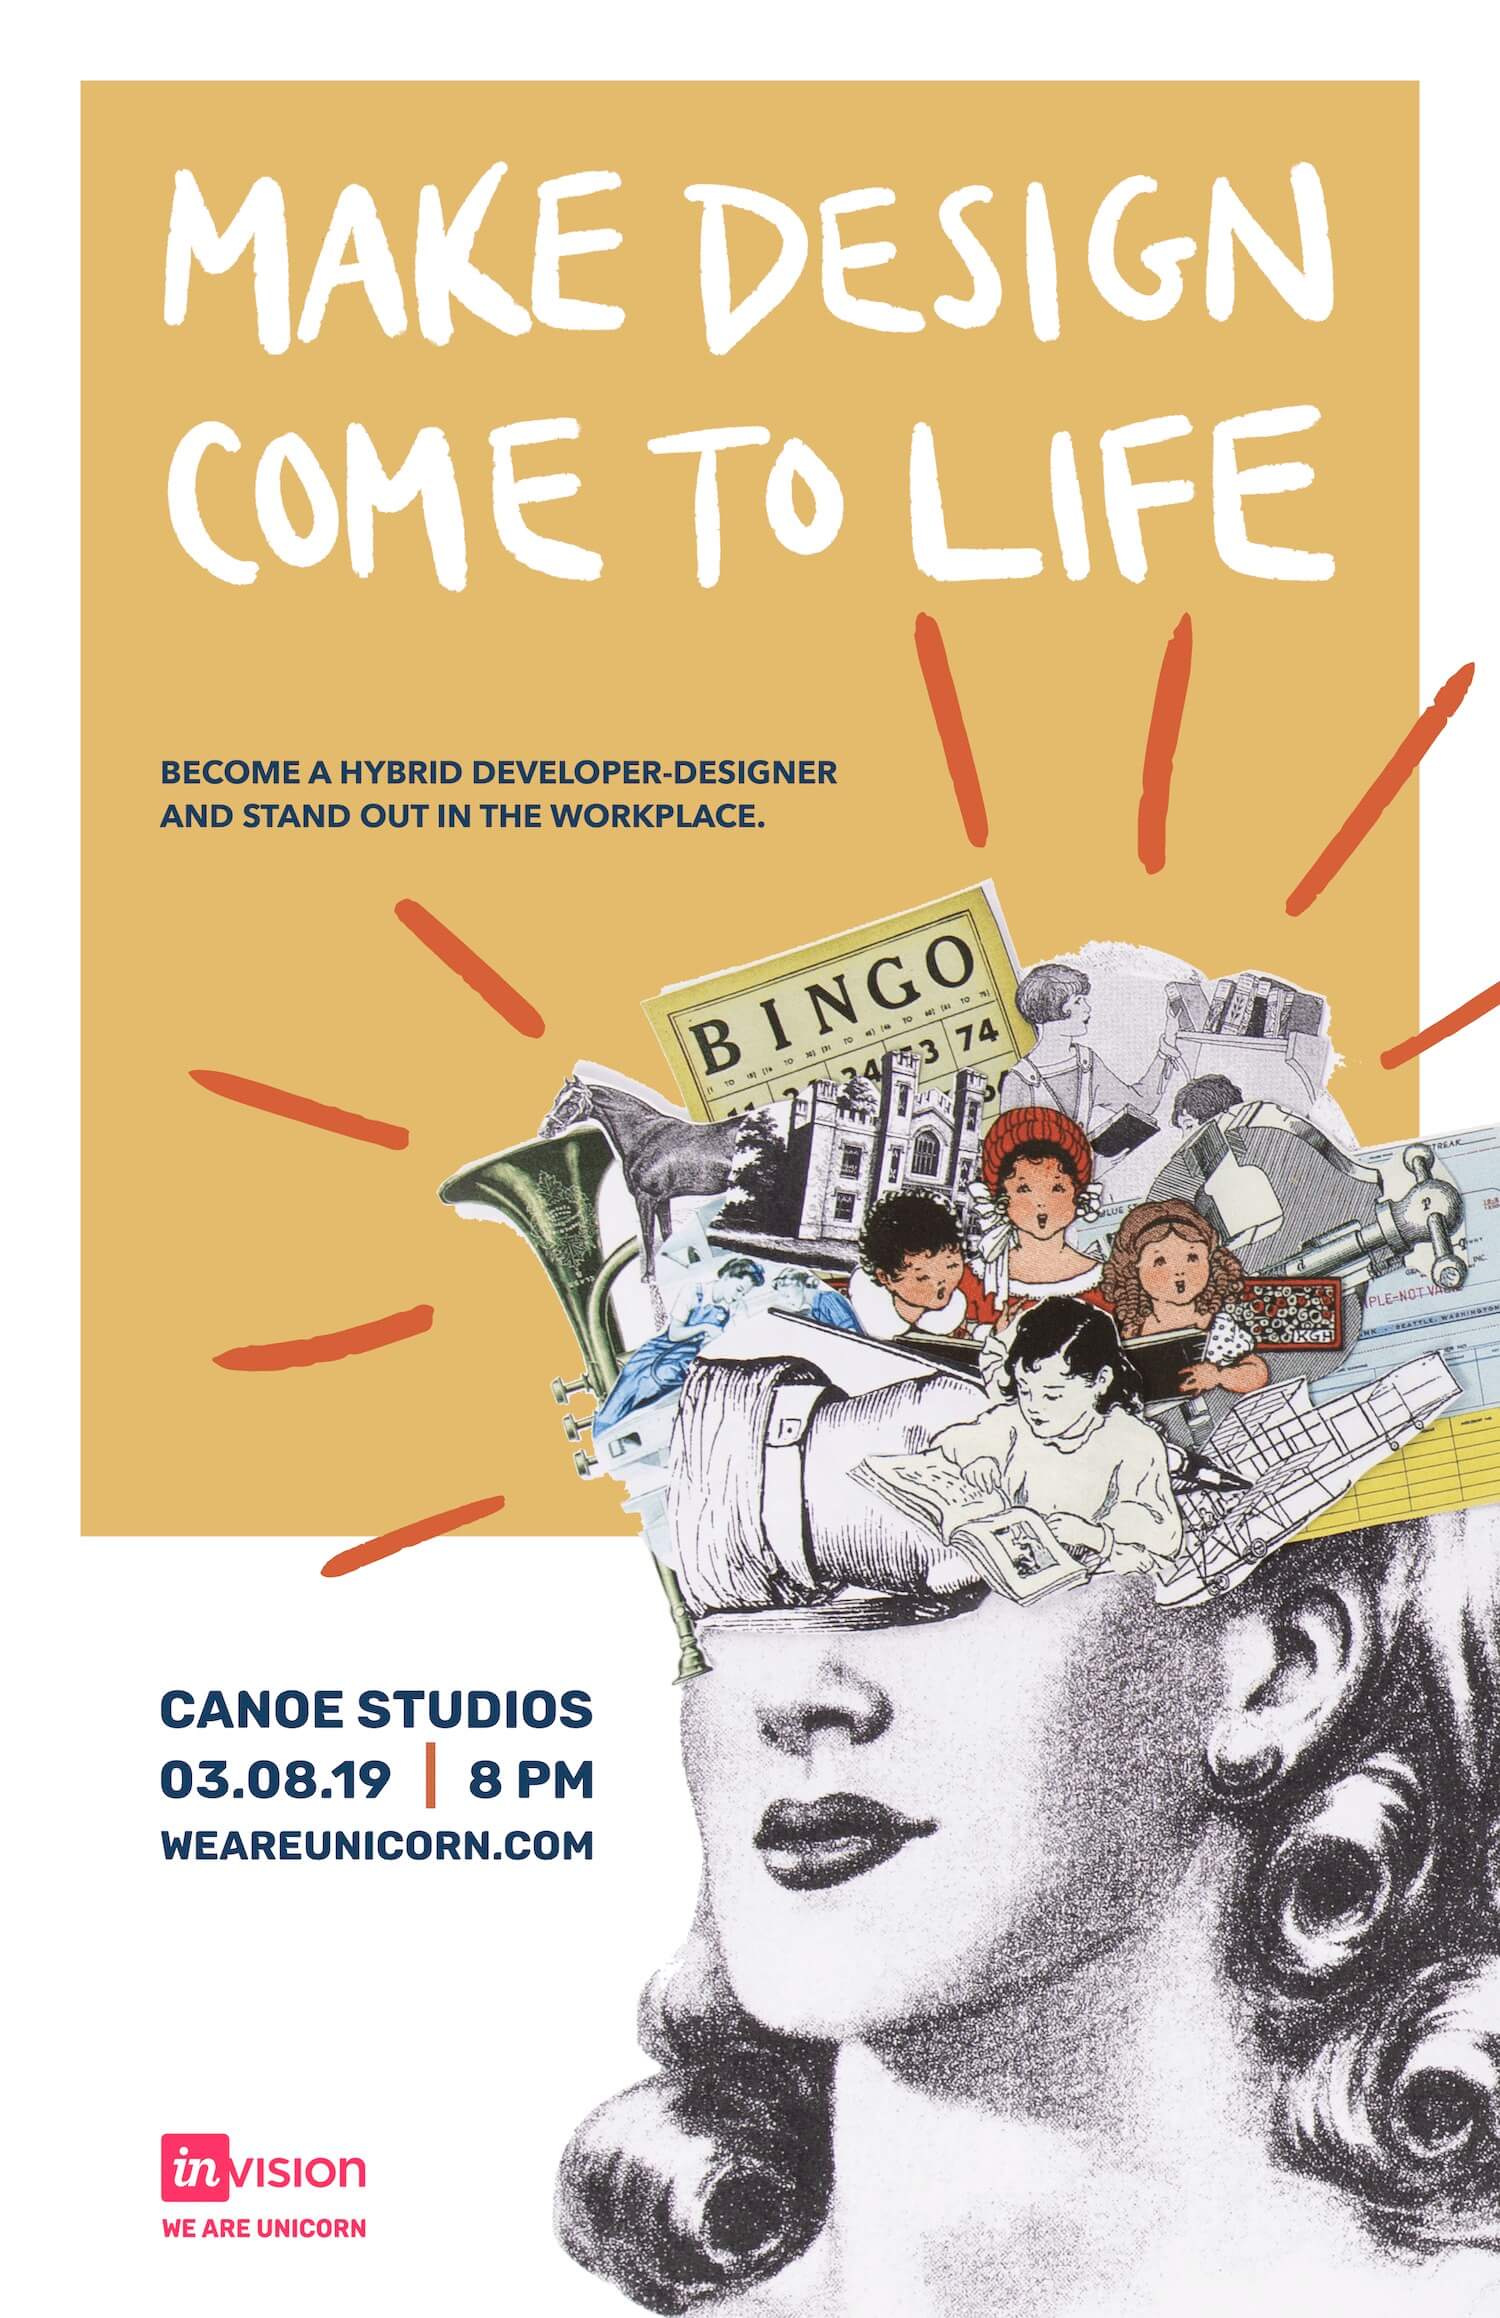 MAKE DESIGN
COME TO LIFE
BECOME A HYBRID DEVELOPER-DESIGNER
AND STAND OUT IN THE WORKPLACE.
BINGO
74
KGH
CANOE STUDIOS
03.08.19 | 8 PM
WEAREUNICORN.COM
invision
WE ARE UNICORN